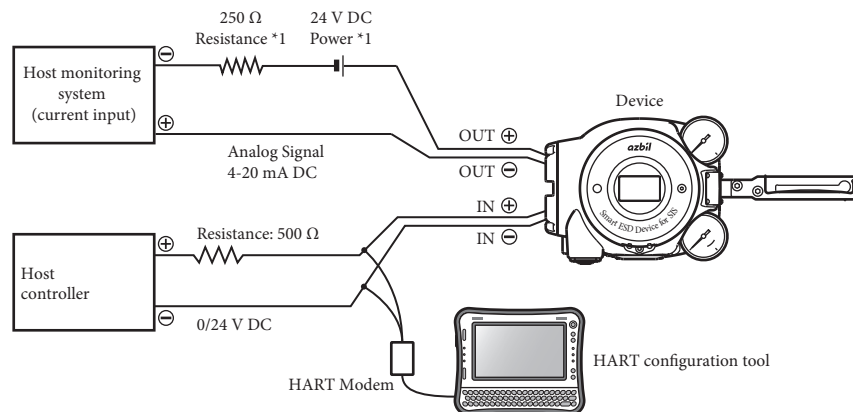 250 Ω
Resistance *1
24 V DC
Power *1
⊖
Host monitoring
system
(current input)
⊕
Analog Signal
4-20 mA DC
Device
OUT ⊕
OUT ⊖
azbil
Smart ESD Device for SIS
IN ⊕
IN ⊖
Resistance: 500 Ω
⊕
Host
controller
⊖
0/24 V DC
HART Modem
HART configuration tool